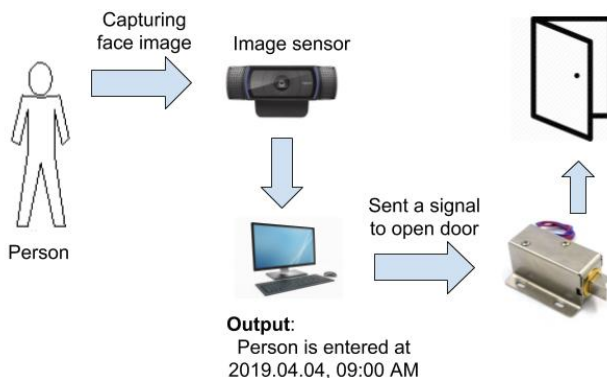 Capturing
face image
Image sensor
Person
Sent a signal
to open door
Output:
Person is entered at
2019.04.04, 09:00 AM